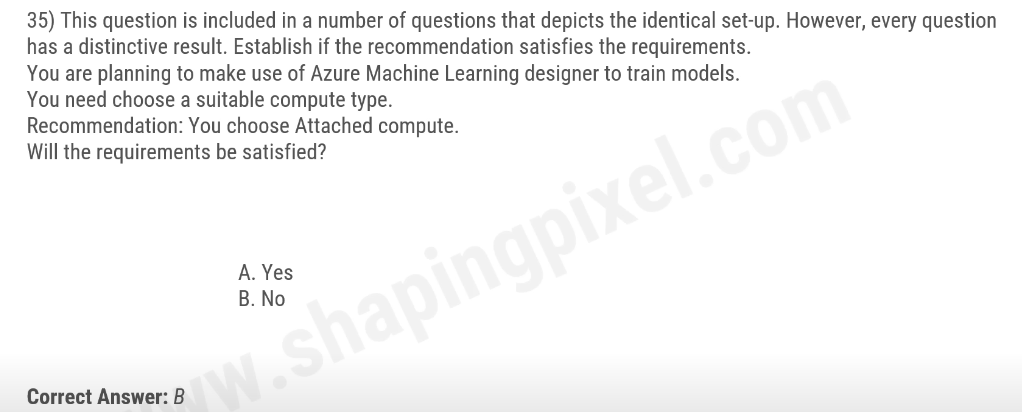 35) This question is included in a number of questions that depicts the identical set-up. However, every question
has a distinctive result. Establish if the recommendation satisfies the requirements.
You are planning to make use of Azure Machine Learning designer to train models.
You need choose a suitable compute type.
Recommendation: You choose Attached compute.
Will the requirements be satisfied?
A. Yes
B. No
Correct Answer: B
www.shapingpixel.com